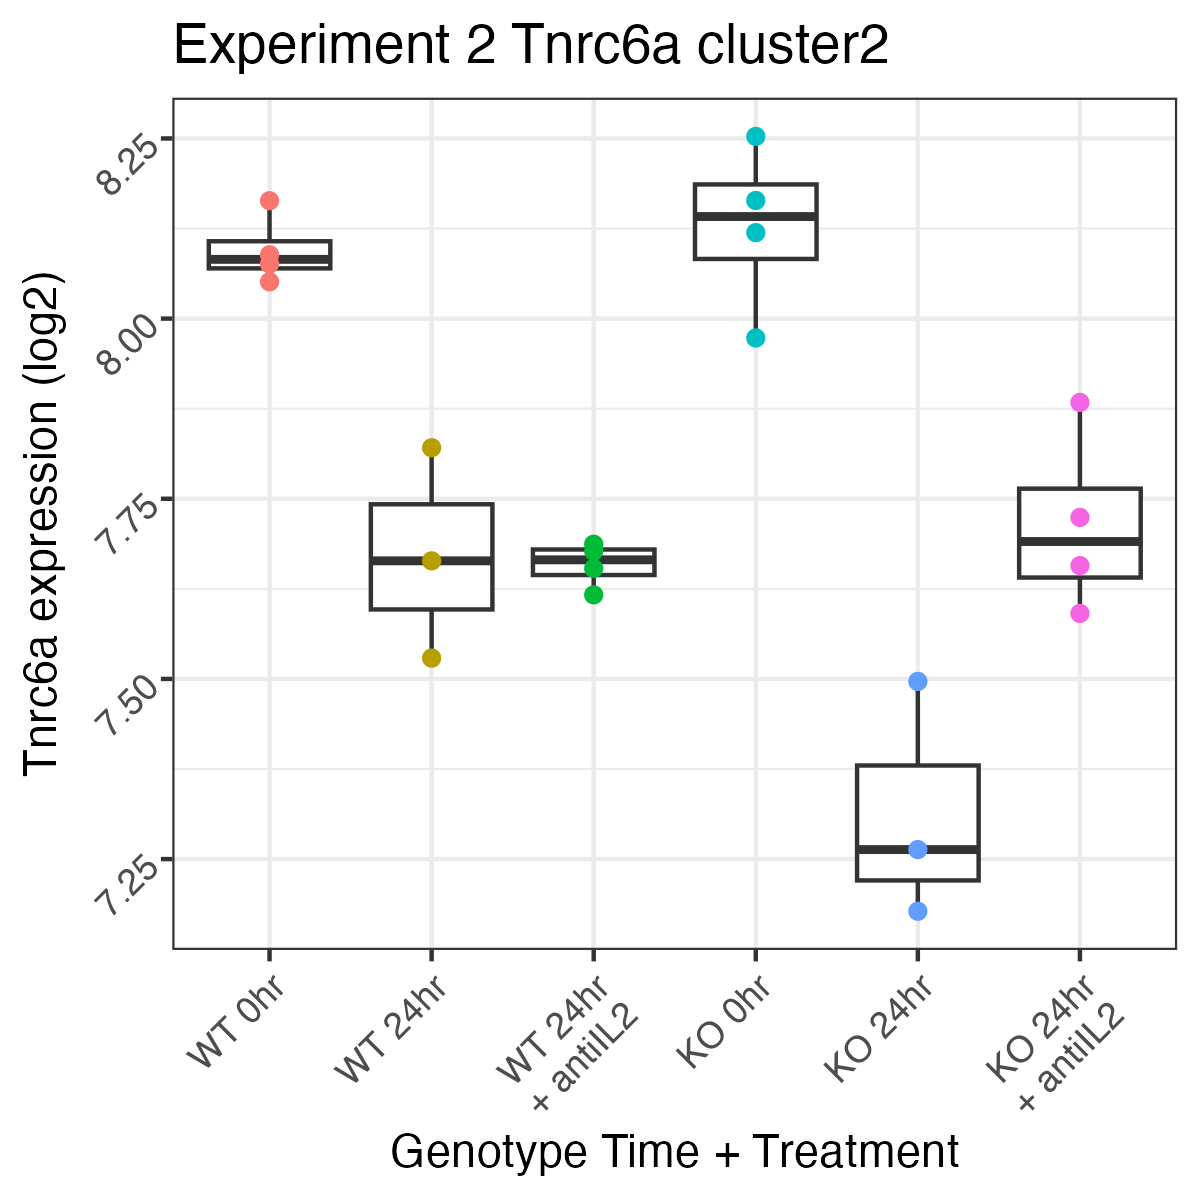 Experiment 2 Tnrc6a cluster2
Tnrc6a expression (log2)
8.25
8.00
7.75
7.50
7.25
WT 0hr
WT 24hr
WT 24hr
+ antiIL2
KO 0hr
KO 24hr
KO 24hr
+ antiIL2
Genotype Time + Treatment